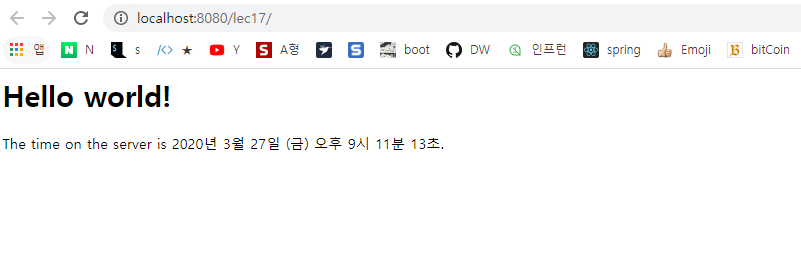 localhost:8080/lec17/
앱 N s ★ Y A형 boot DW 인프런 spring Emoji bitCoin
Hello world!
The time on the server is 2020년 3월 27일 (금) 오후 9시 11분 13초.